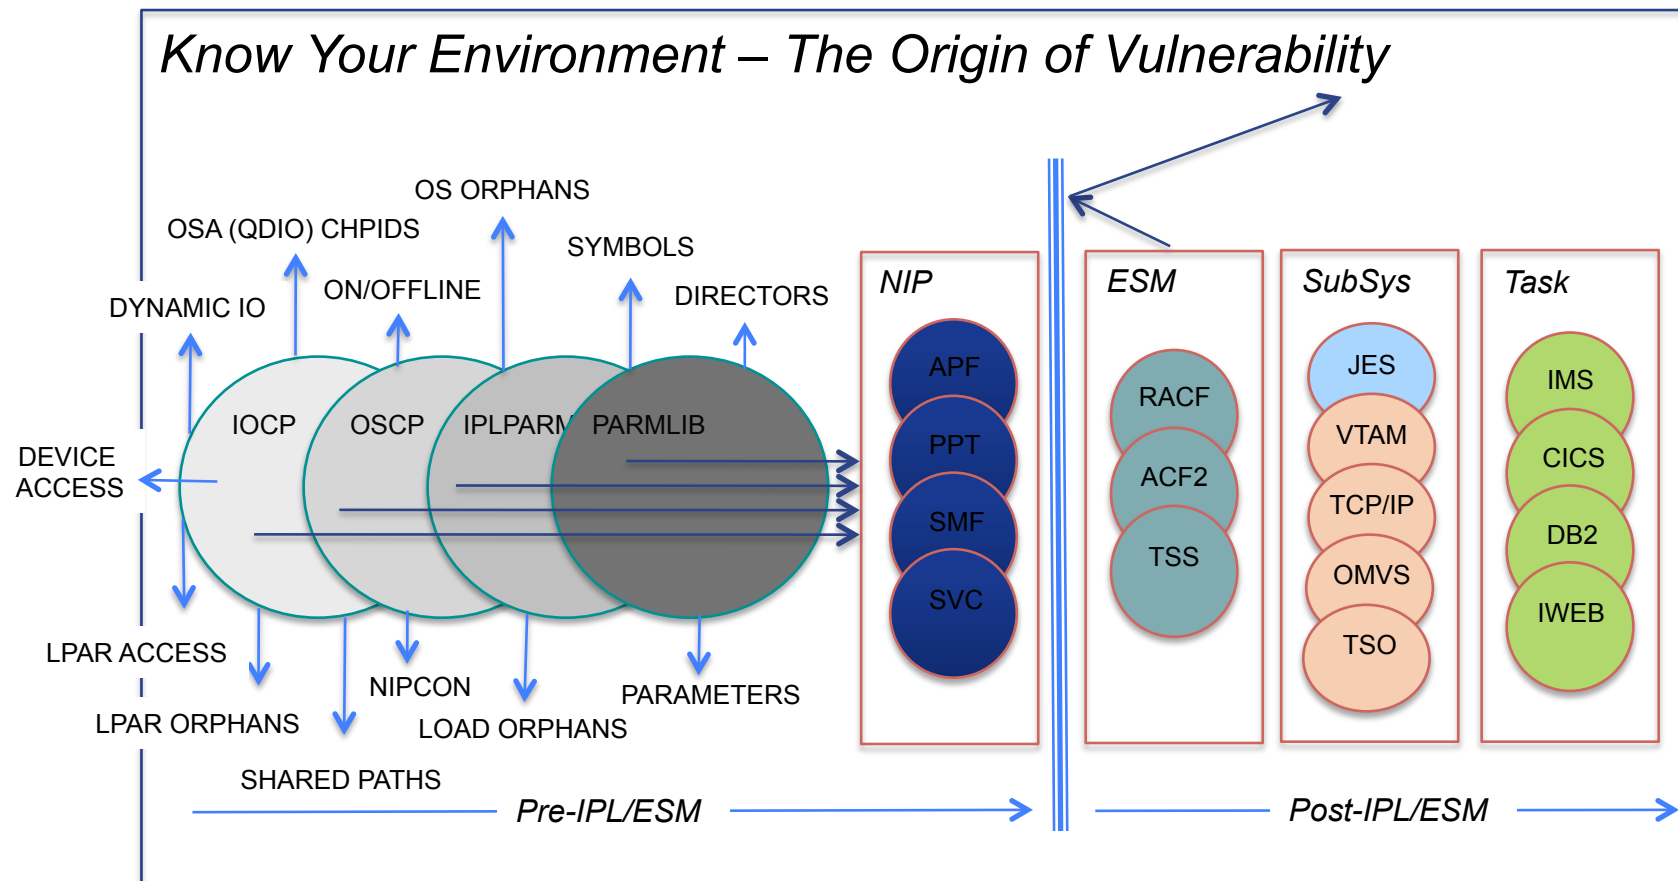 Know Your Environment – The Origin of Vulnerability
OS ORPHANS
OSA (QDIO) CHPIDS
SYMBOLS
ON/OFFLINE
DIRECTORS
DYNAMIC IO
IOCP
OSCP
IPLPARM
PARMLIB
DEVICE
ACCESS
LPAR ACCESS
NIPCON
PARAMETERS
LPAR ORPHANS
LOAD ORPHANS
SHARED PATHS
NIP
APF
PPT
SMF
SVC
ESM
RACF
ACF2
TSS
SubSys
JES
VTAM
TCP/IP
OMVS
TSO
Task
IMS
CICS
DB2
IWEB
Pre-IPL/ESM
Post-IPL/ESM